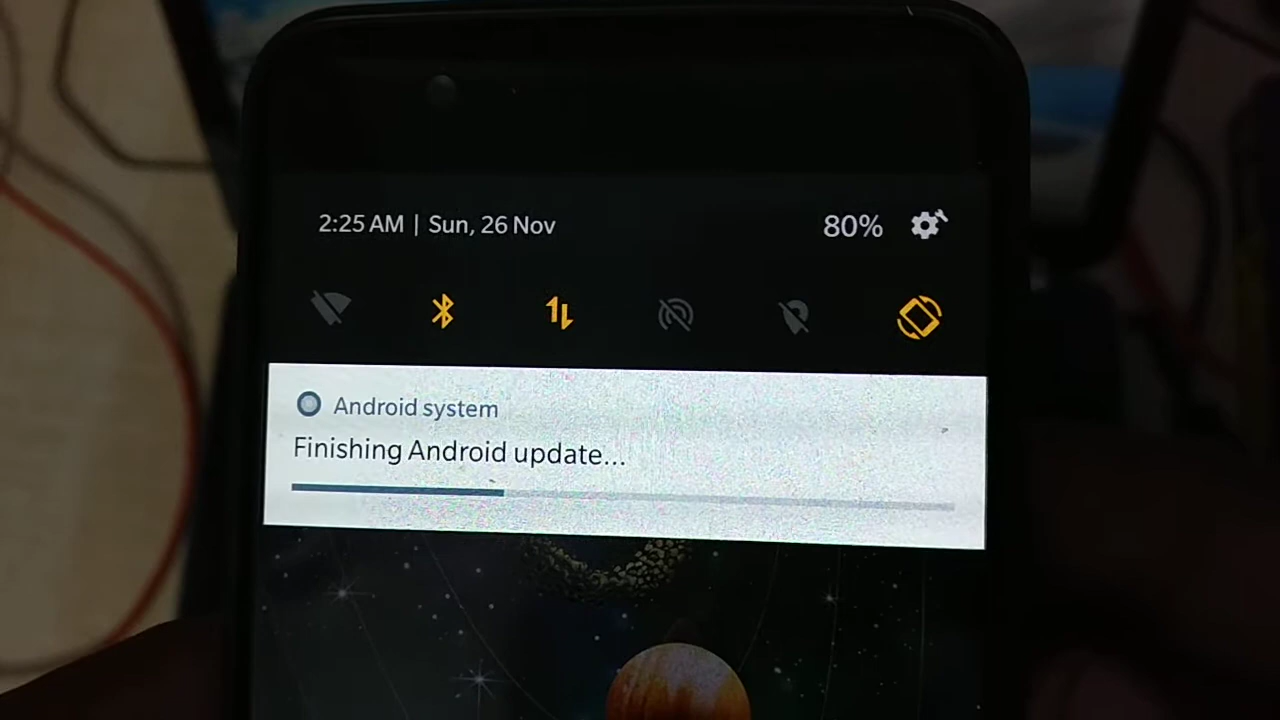 2:25 AM | Sun, 26 Nov
80%
Android system
Finishing Android update...